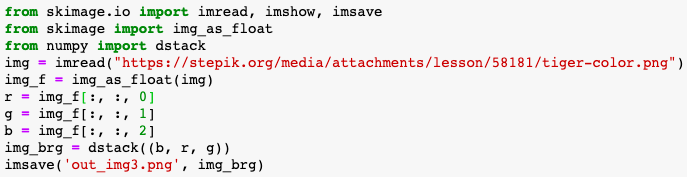 from skimage.io import imread, imshow, imsave
from skimage import img_as_float
from numpy import dstack
img = imread("https://stepik.org/media/attachments/lesson/58181/tiger-color.png")
img_f = img_as_float(img)
r = img_f[:, :, 0]
g = img_f[:, :, 1]
b = img_f[:, :, 2]
img_brg = dstack((b, r, g))
imsave('out_img3.png', img_brg)